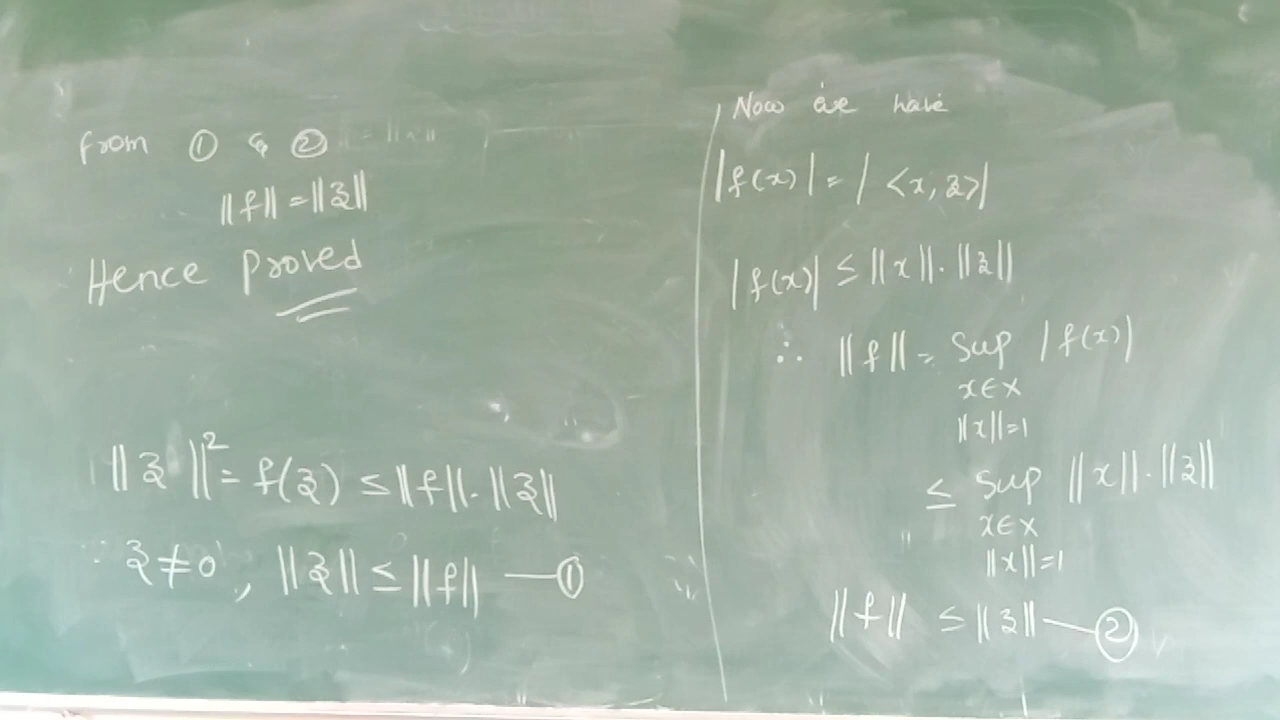 From ① & ②
||f|| = ||z||
Hence proved
||z||² = f(z) ≤ ||f||.||z||
∵ z ≠ 0, ||z|| ≤ ||f|| — ①
Now we have
|f(x)| = |<x, z>|
|f(x)| ≤ ||x||.||z||
∴ ||f|| = Sup |f(x)|
x∈X
||x||=1
≤ Sup ||x||.||z||
x∈X
||x||=1
||f|| ≤ ||z|| — ②